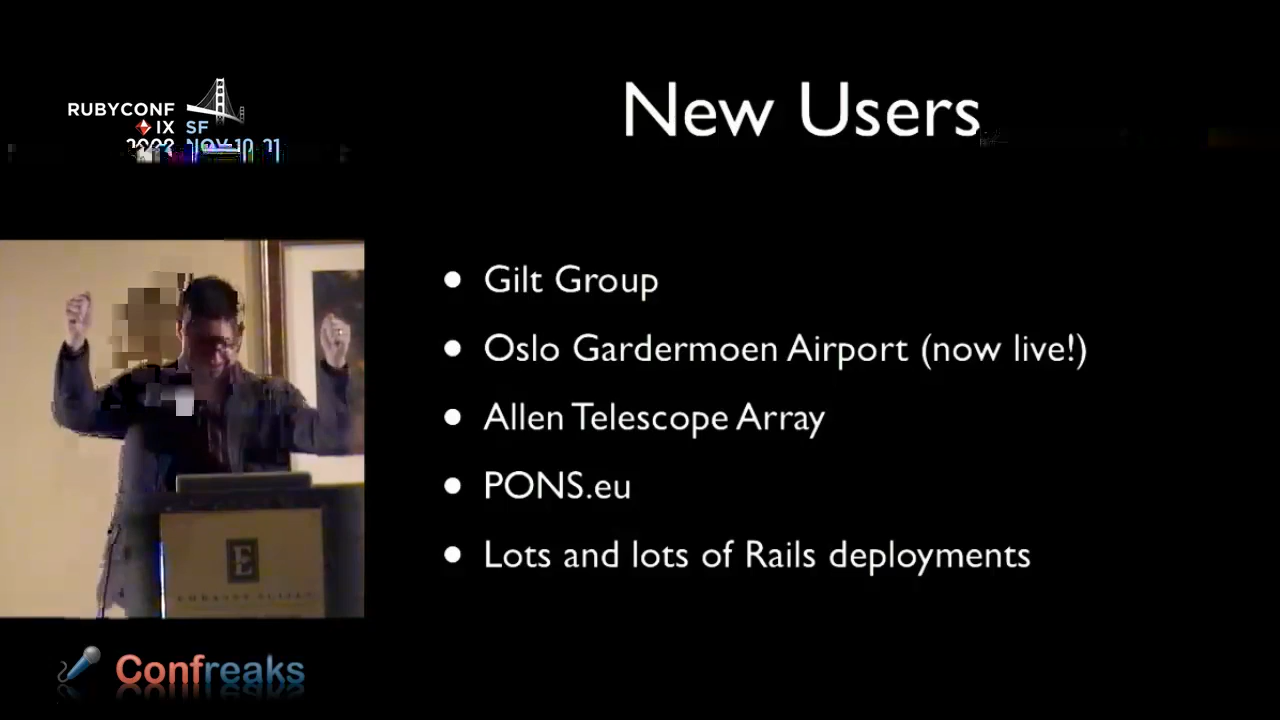 RUBYCONF
IX SF
New Users
Gilt Group
Oslo Gardermoen Airport (now live!)
Allen Telescope Array
PONS.eu
Lots and lots of Rails deployments
E
Confreaks